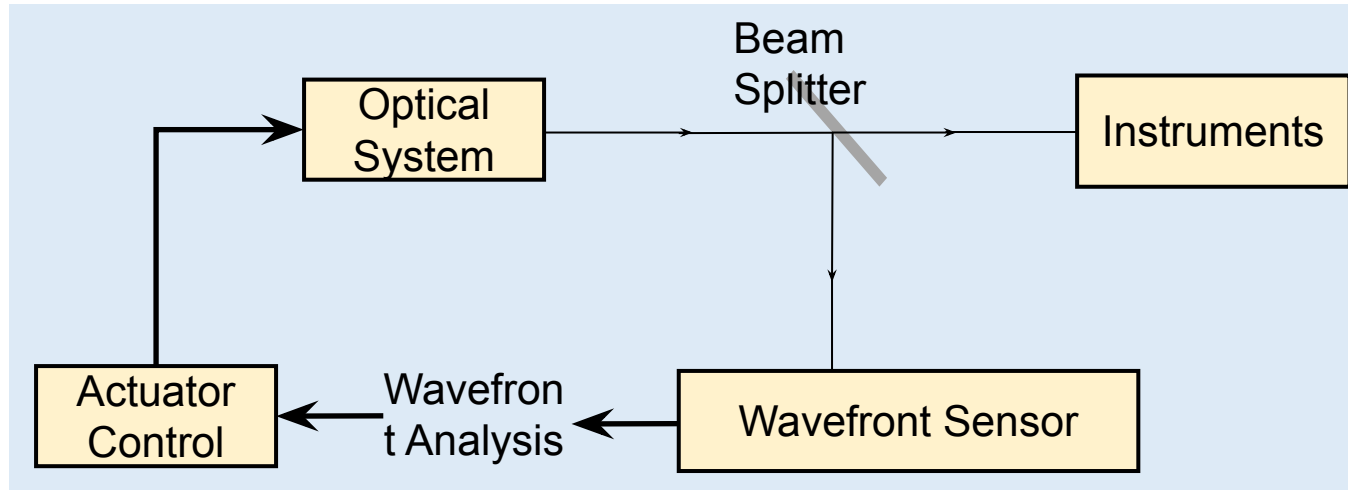 Beam
Splitter
Optical
System
Instruments
Actuator
Control
Wavefron
t Analysis
Wavefront Sensor